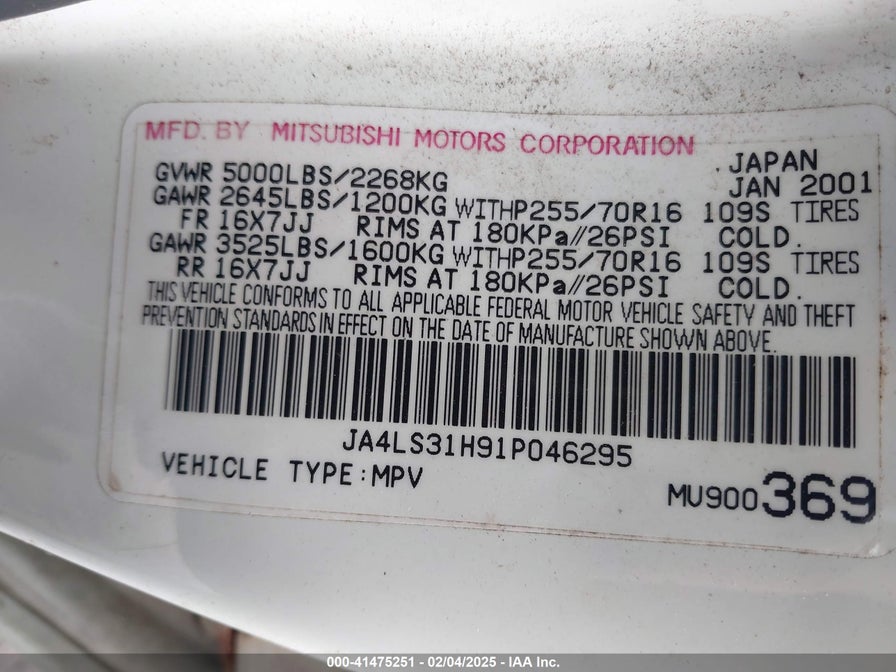 MFD. BY MITSUBISHI MOTORS CORPORATION
.JAPAN
GVWR 5000LBS/2268KG JAN 2001
GAWR 2645LBS/1200KG WITHP255/70R16 109S TIRES
FR 16X7JJ RIMS AT 180KPa//26PSI COLD.
GAWR 3525LBS/1600KG WITHP255/70R16 109S TIRES
RR 16X7JJ RIMS AT 180KPa//26PSI COLD.
THIS VEHICLE CONFORMS TO ALL APPLICABLE FEDERAL MOTOR VEHICLE SAFETY AND THEFT
PREVENTION STANDARDS IN EFFECT ON THE DATE OF MANUFACTURE SHOWN ABOVE.
JA4LS31H91P046295
VEHICLE TYPE:MPV
MU900369
000-41475251 - 02/04/2025 - IAA Inc.